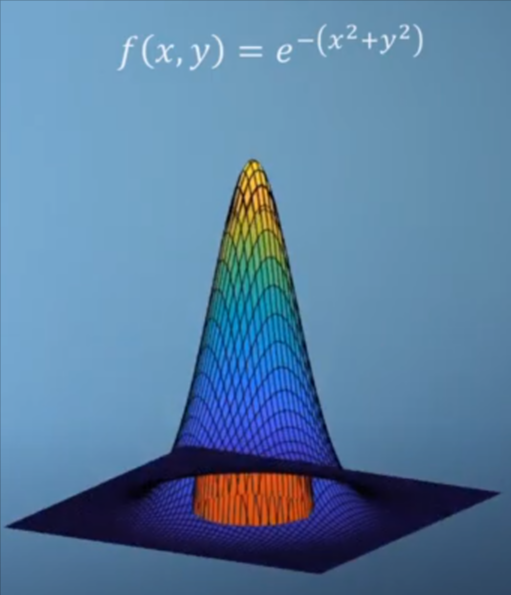 f(x, y) = e^{-(x^2+y^2)}